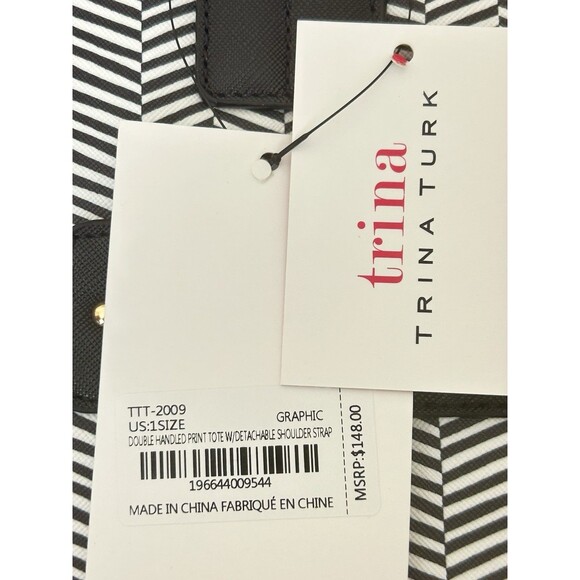 trina
TRINA TURK
TTT-2009
US:1SIZE GRAPHIC
DOUBLE HANDLED PRINT TOTE W/DETACHABLE SHOULDER STRAP
196644009544
MADE IN CHINA FABRIQUÉ EN CHINE
MSRP:$148.00